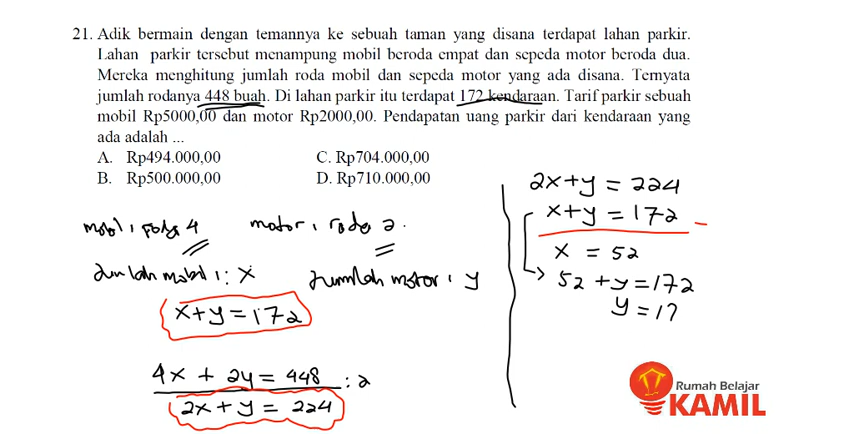 21. Adik bermain dengan temannya ke sebuah taman yang disana terdapat lahan parkir.
Lahan parkir tersebut menampung mobil beroda empat dan sepeda motor beroda dua.
Mereka menghitung jumlah roda mobil dan sepeda motor yang ada disana. Ternyata
jumlah rodanya 448 buah. Di lahan parkir itu terdapat 172 kendaraan. Tarif parkir sebuah
mobil Rp5000,00 dan motor Rp2000,00. Pendapatan uang parkir dari kendaraan yang
ada adalah ...
A. Rp494.000,00 C. Rp704.000,00
B. Rp500.000,00 D. Rp710.000,00
mobil, roda 4 motor, roda 2.
Jumlah mobil : x Jumlah motor : y
x+y=172
4x + 2y = 448 :2
2x + y = 224
2x+y = 224
x+y = 172 −
x = 52
52 + y = 172
y = 17
Rumah Belajar
KAMIL